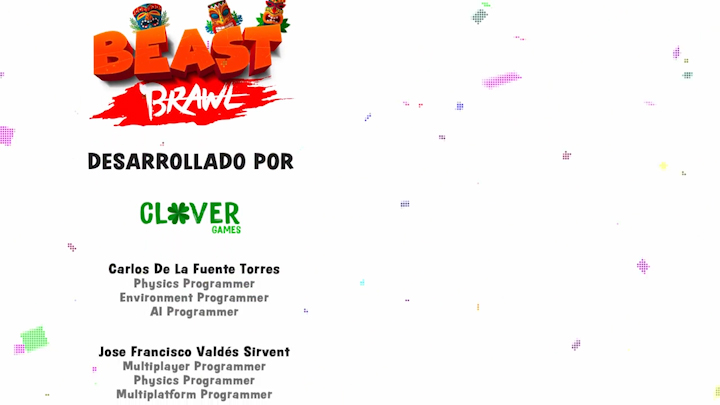 BEAST
BRAWL
DESARROLLADO POR
CLOVER
GAMES
Carlos De La Fuente Torres
Physics Programmer
Environment Programmer
AI Programmer
Jose Francisco Valdés Sirvent
Multiplayer Programmer
Physics Programmer
Multiplatform Programmer